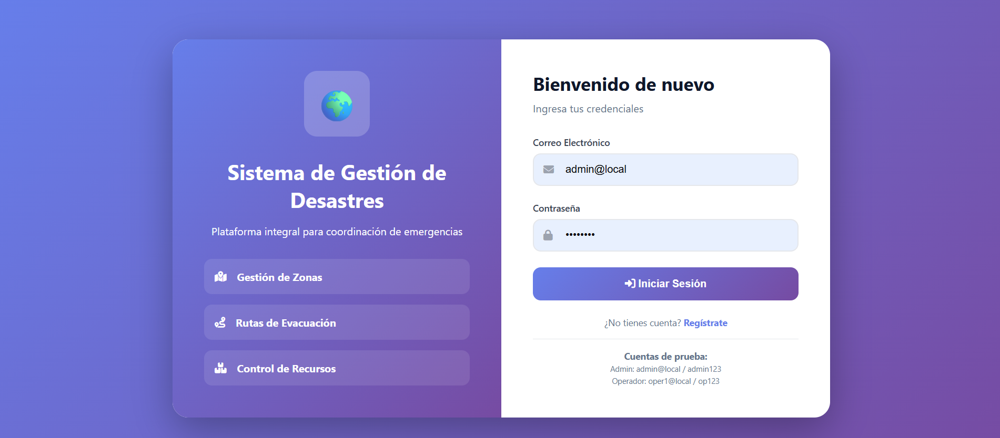 Sistema de Gestión de
Desastres
Plataforma integral para coordinación de emergencias
Gestión de Zonas
Rutas de Evacuación
Control de Recursos
Bienvenido de nuevo
Ingresa tus credenciales
Correo Electrónico
admin@local
Contraseña
••••••••
Iniciar Sesión
¿No tienes cuenta? Regístrate
Cuentas de prueba:
Admin: admin@local / admin123
Operador: oper1@local / op123